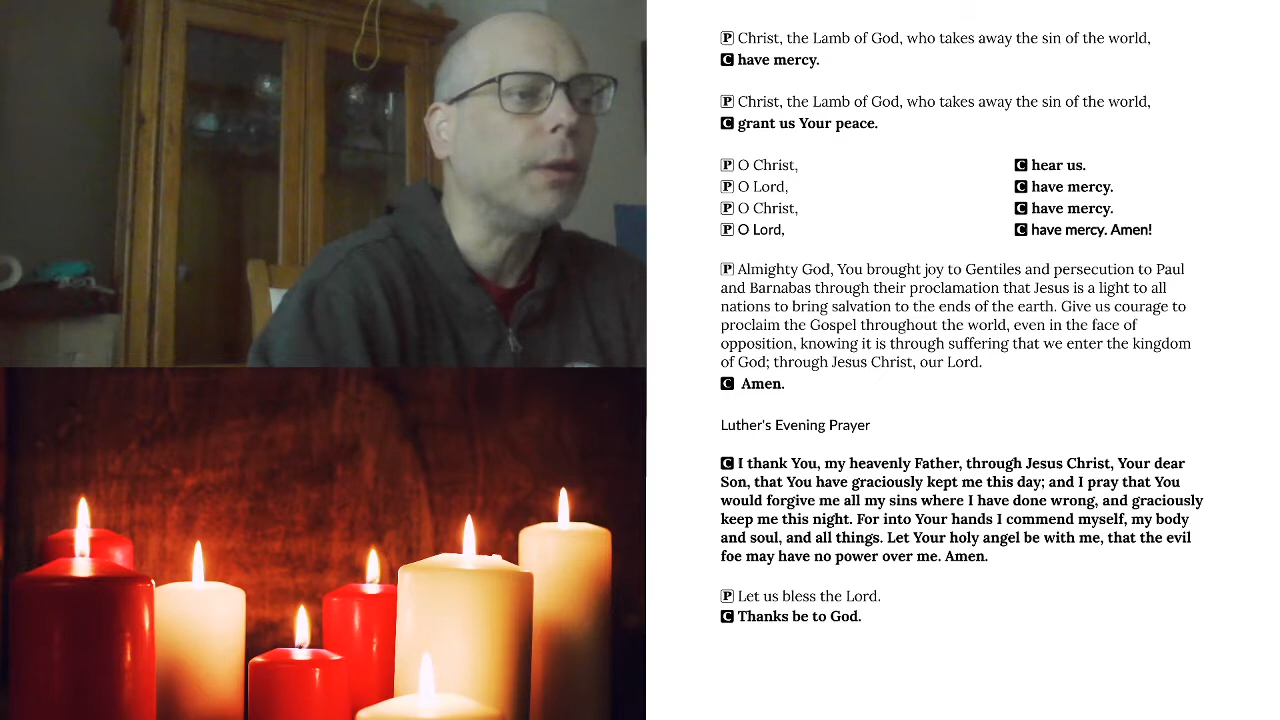 P Christ, the Lamb of God, who takes away the sin of the world,
C have mercy.
P Christ, the Lamb of God, who takes away the sin of the world,
C grant us Your peace.
P O Christ, C hear us.
P O Lord, C have mercy.
P O Christ, C have mercy.
P O Lord, C have mercy. Amen!
P Almighty God, You brought joy to Gentiles and persecution to Paul
and Barnabas through their proclamation that Jesus is a light to all
nations to bring salvation to the ends of the earth. Give us courage to
proclaim the Gospel throughout the world, even in the face of
opposition, knowing it is through suffering that we enter the kingdom
of God; through Jesus Christ, our Lord.
C Amen.
Luther's Evening Prayer
C I thank You, my heavenly Father, through Jesus Christ, Your dear
Son, that You have graciously kept me this day; and I pray that You
would forgive me all my sins where I have done wrong, and graciously
keep me this night. For into Your hands I commend myself, my body
and soul, and all things. Let Your holy angel be with me, that the evil
foe may have no power over me. Amen.
P Let us bless the Lord.
C Thanks be to God.